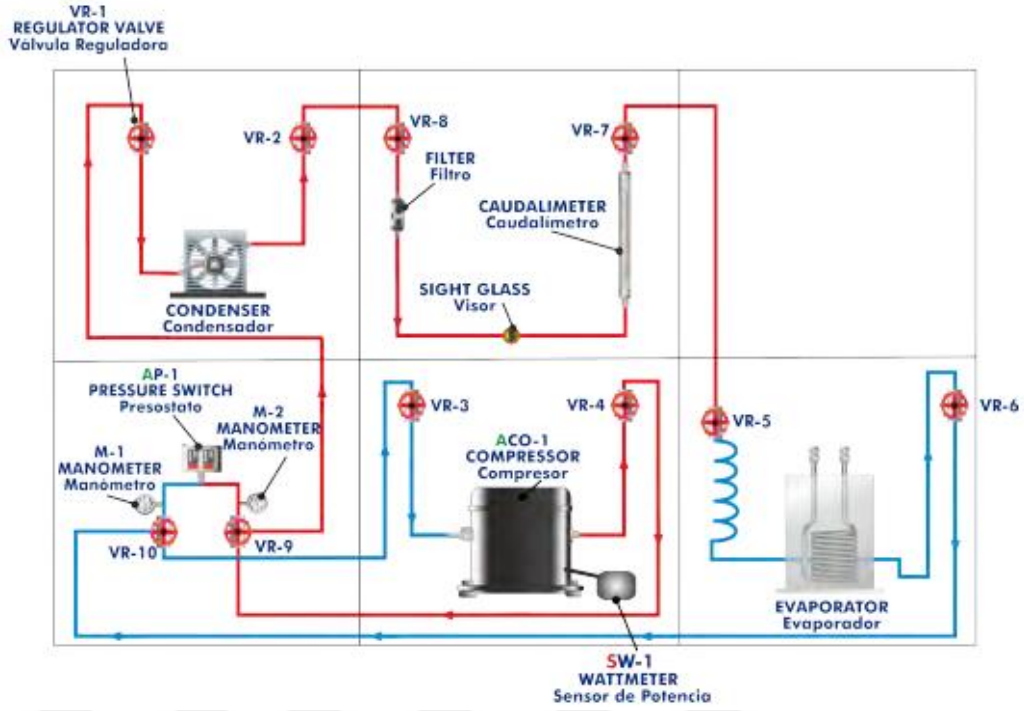 VR-1
REGULATOR VALVE
Válvula Reguladora
VR-2
VR-8
VR-7
FILTER
Filtro
CAUDALIMETER
Caudalímetro
SIGHT GLASS
Visor
CONDENSER
Condensador
AP-1
PRESSURE SWITCH
Presostato
M-2
MANOMETER
Manómetro
M-1
MANOMETER
Manómetro
VR-10
VR-9
VR-3
VR-4
ACO-1
COMPRESSOR
Compresor
VR-5
VR-6
EVAPORATOR
Evaporador
SW-1
WATTMETER
Sensor de Potencia